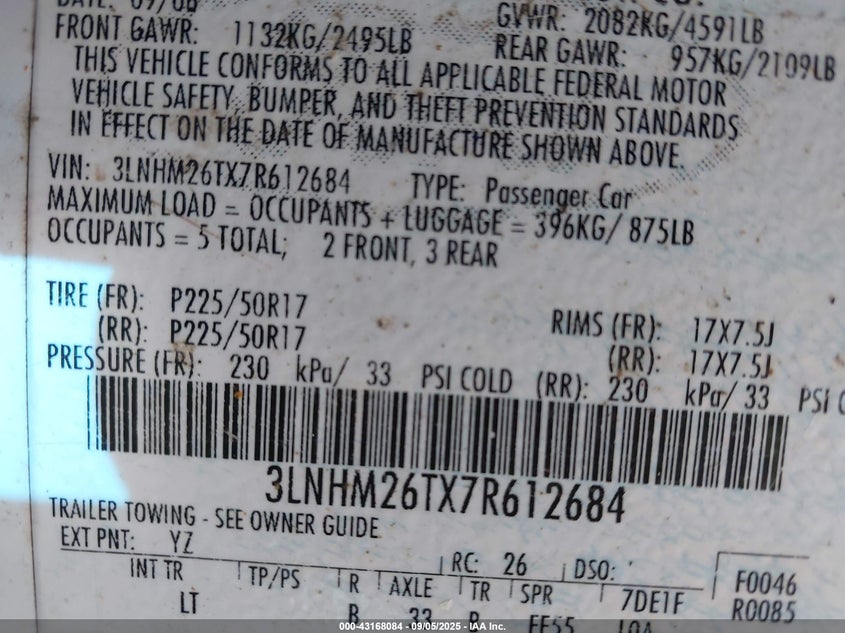 DATE: 09/06
GVWR: 2082KG/4591LB
FRONT GAWR: 1132KG/2495LB
REAR GAWR: 957KG/2109LB
THIS VEHICLE CONFORMS TO ALL APPLICABLE FEDERAL MOTOR
VEHICLE SAFETY, BUMPER, AND THEFT PREVENTION STANDARDS
IN EFFECT ON THE DATE OF MANUFACTURE SHOWN ABOVE.
VIN: 3LNHM26TX7R612684 TYPE: Passenger Car
MAXIMUM LOAD = OCCUPANTS + LUGGAGE = 396KG/ 875LB
OCCUPANTS = 5 TOTAL; 2 FRONT, 3 REAR
TIRE (FR): P225/50R17 RIMS (FR): 17X7.5J
(RR): P225/50R17 (RR): 17X7.5J
PRESSURE (FR): 230 kPa/ 33 PSI COLD (RR): 230 kPa/ 33 PSI
3LNHM26TX7R612684
TRAILER TOWING - SEE OWNER GUIDE
EXT PNT: YZ RC: 26 DSO:
INT TR TP/PS R AXLE TR SPR 7DE1F F0046
LT R0085
000-43168084 - 09/05/2025 - IAA Inc.